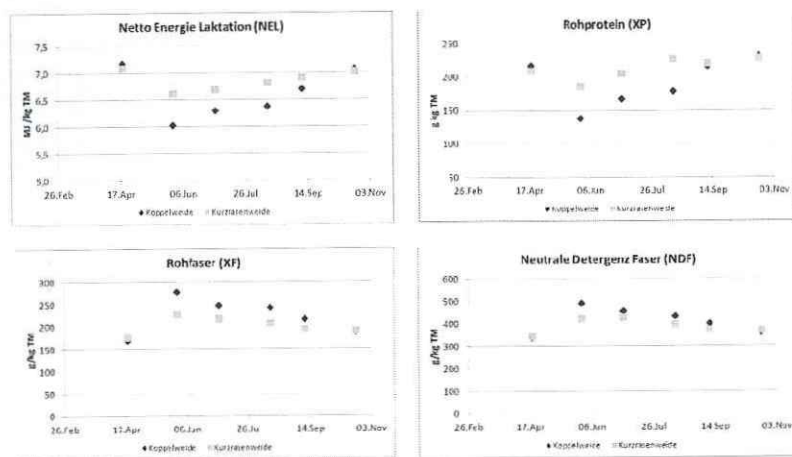 Netto Energie Laktation (NEL)
7,5
7,0
6,5
6,0
5,5
5,0
MJ /kg TM
26.Feb 17.Apr 06.Jun 26.Jul 14.Sep 03.Nov
Koppelweide Kurzrasenweide
Rohprotein (XP)
250
200
150
100
50
g kg TM
26.Feb 17.Apr 06.Jun 26.Jul 14.Sep 03.Nov
Koppelweide Kurzrasenweide
Rohfaser (XF)
300
250
200
150
100
50
0
g/kg TM
26.Feb 17.Apr 06.Jun 26.Jul 14.Sep 03.Nov
Koppelweide Kurzrasenweide
Neutrale Detergenz Faser (NDF)
600
500
400
300
200
100
0
g/kg TM
26.Feb 17.Apr 06.Jun 26.Jul 14.Sep 03.Nov
Koppelweide Kurzrasenweide